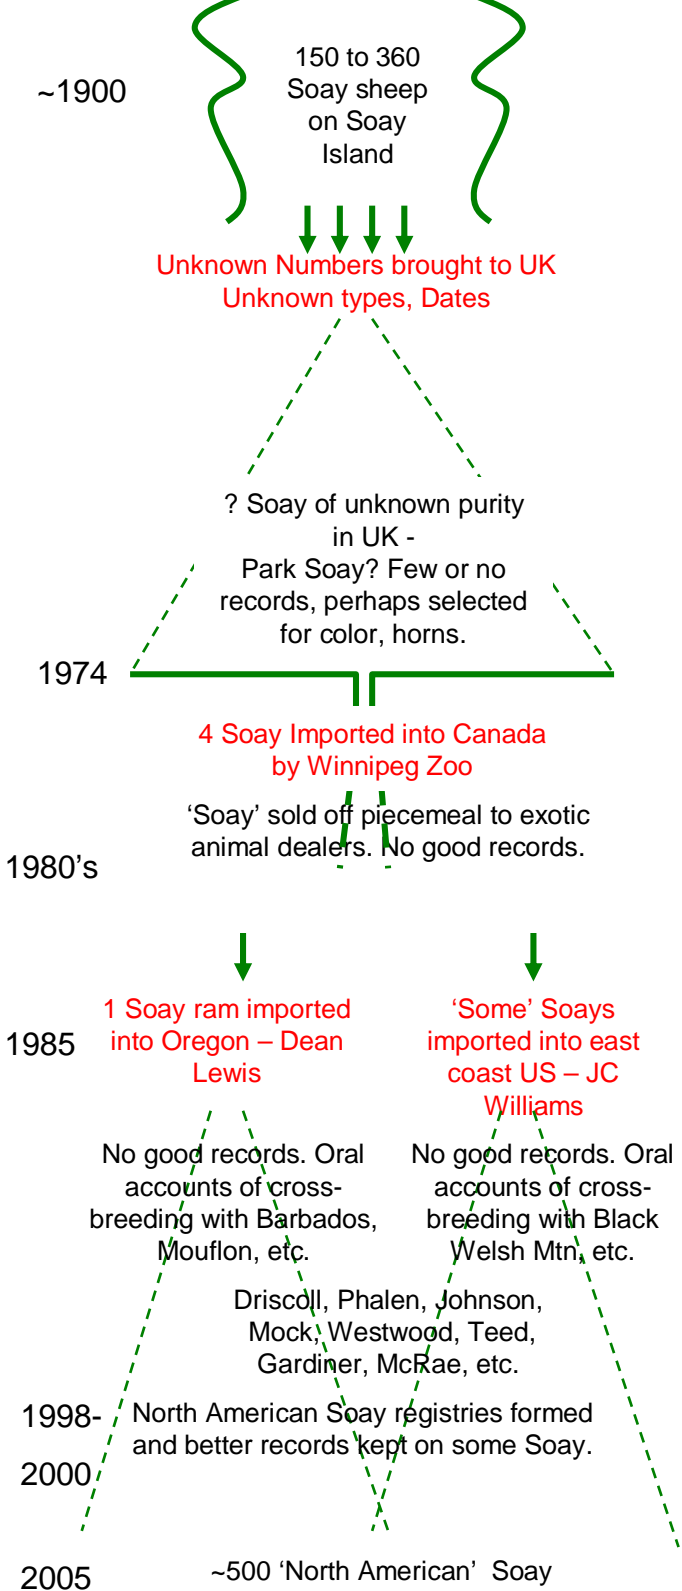 ~1900
150 to 360
Soay sheep
on Soay
Island
Unknown Numbers brought to UK
Unknown types, Dates
? Soay of unknown purity
in UK -
Park Soay? Few or no
records, perhaps selected
for color, horns.
1974
4 Soay Imported into Canada
by Winnipeg Zoo
‘Soay’ sold off piecemeal to exotic
animal dealers. No good records.
1980’s
1985
1 Soay ram imported
into Oregon – Dean
Lewis
‘Some’ Soays
imported into east
coast US – JC
Williams
No good records. Oral
accounts of cross-
breeding with Barbados,
Mouflon, etc.
No good records. Oral
accounts of cross-
breeding with Black
Welsh Mtn, etc.
Driscoll, Phalen, Johnson,
Mock, Westwood, Teed,
Gardiner, McRae, etc.
1998-
2000
North American Soay registries formed
and better records kept on some Soay.
2005
~500 ‘North American’ Soay